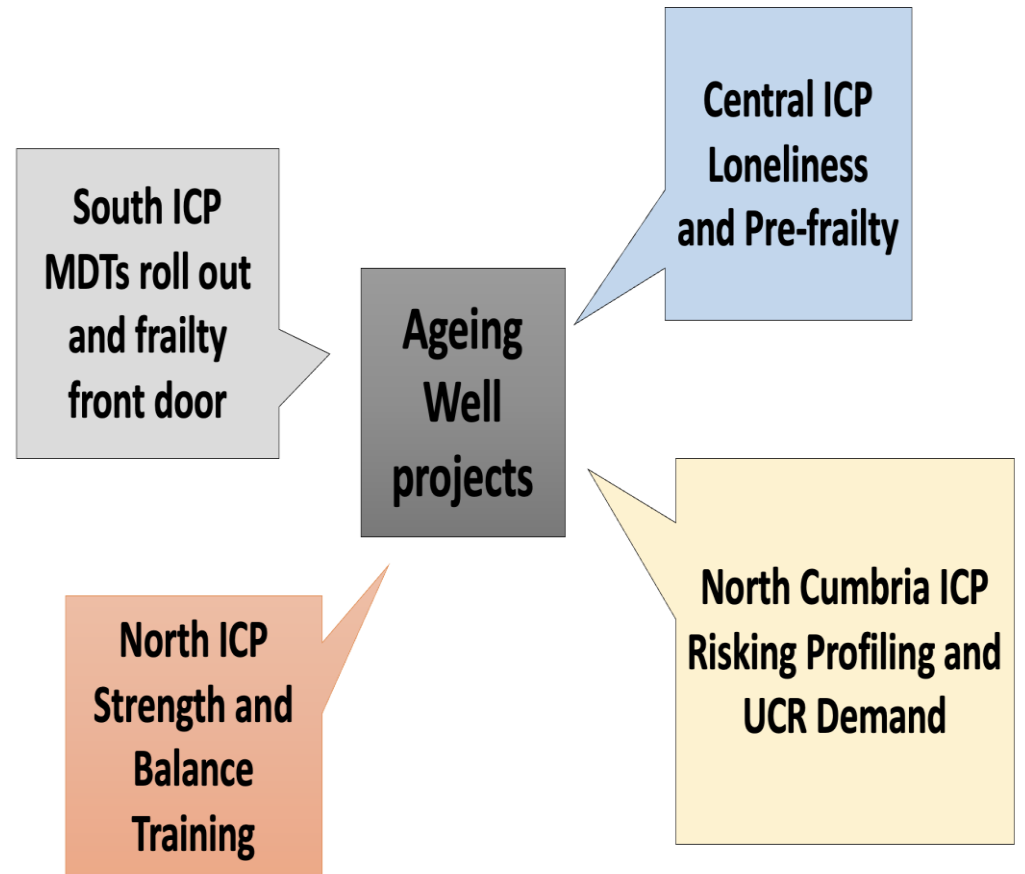 Central ICP
Loneliness
and Pre-frailty
South ICP
MDTs roll out
and frailty
front door
Ageing
Well
projects
North Cumbria ICP
Risking Profiling and
UCR Demand
North ICP
Strength and
Balance
Training